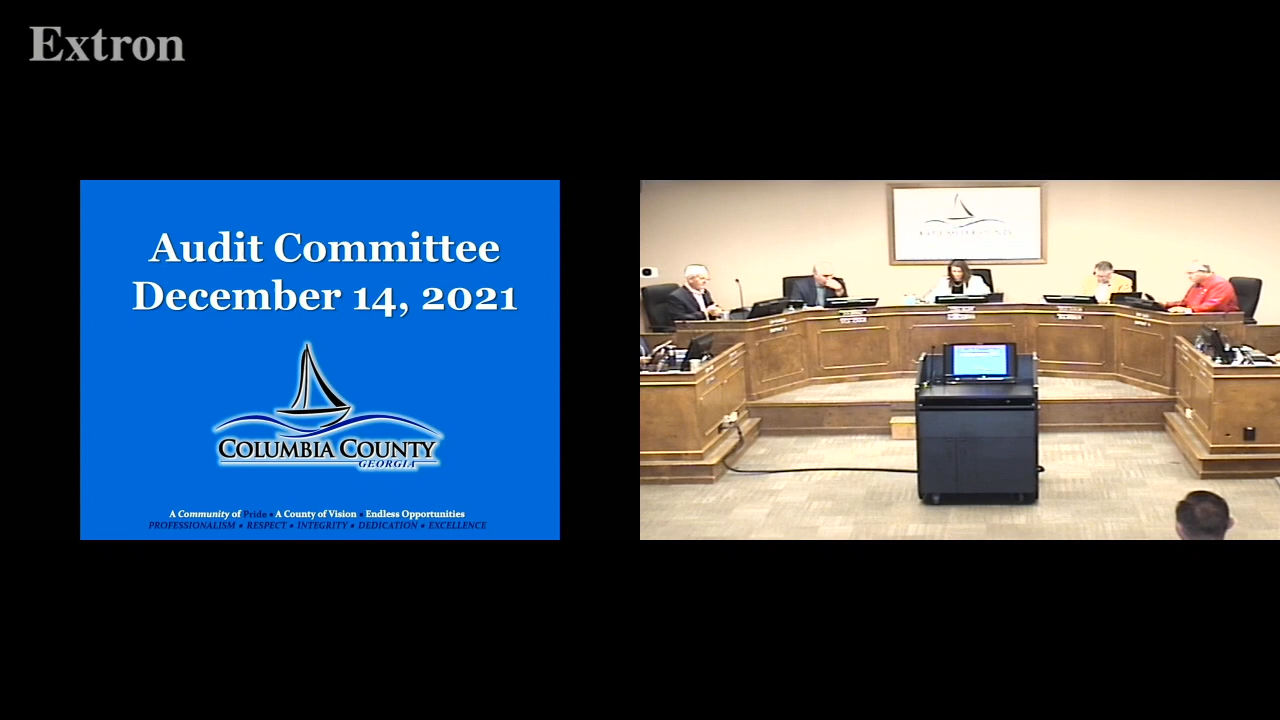 Extron
Audit Committee
December 14, 2021
COLUMBIA COUNTY
GEORGIA
A Community of Pride • A County of Vision • Endless Opportunities
PROFESSIONALISM • RESPECT • INTEGRITY • DEDICATION • EXCELLENCE